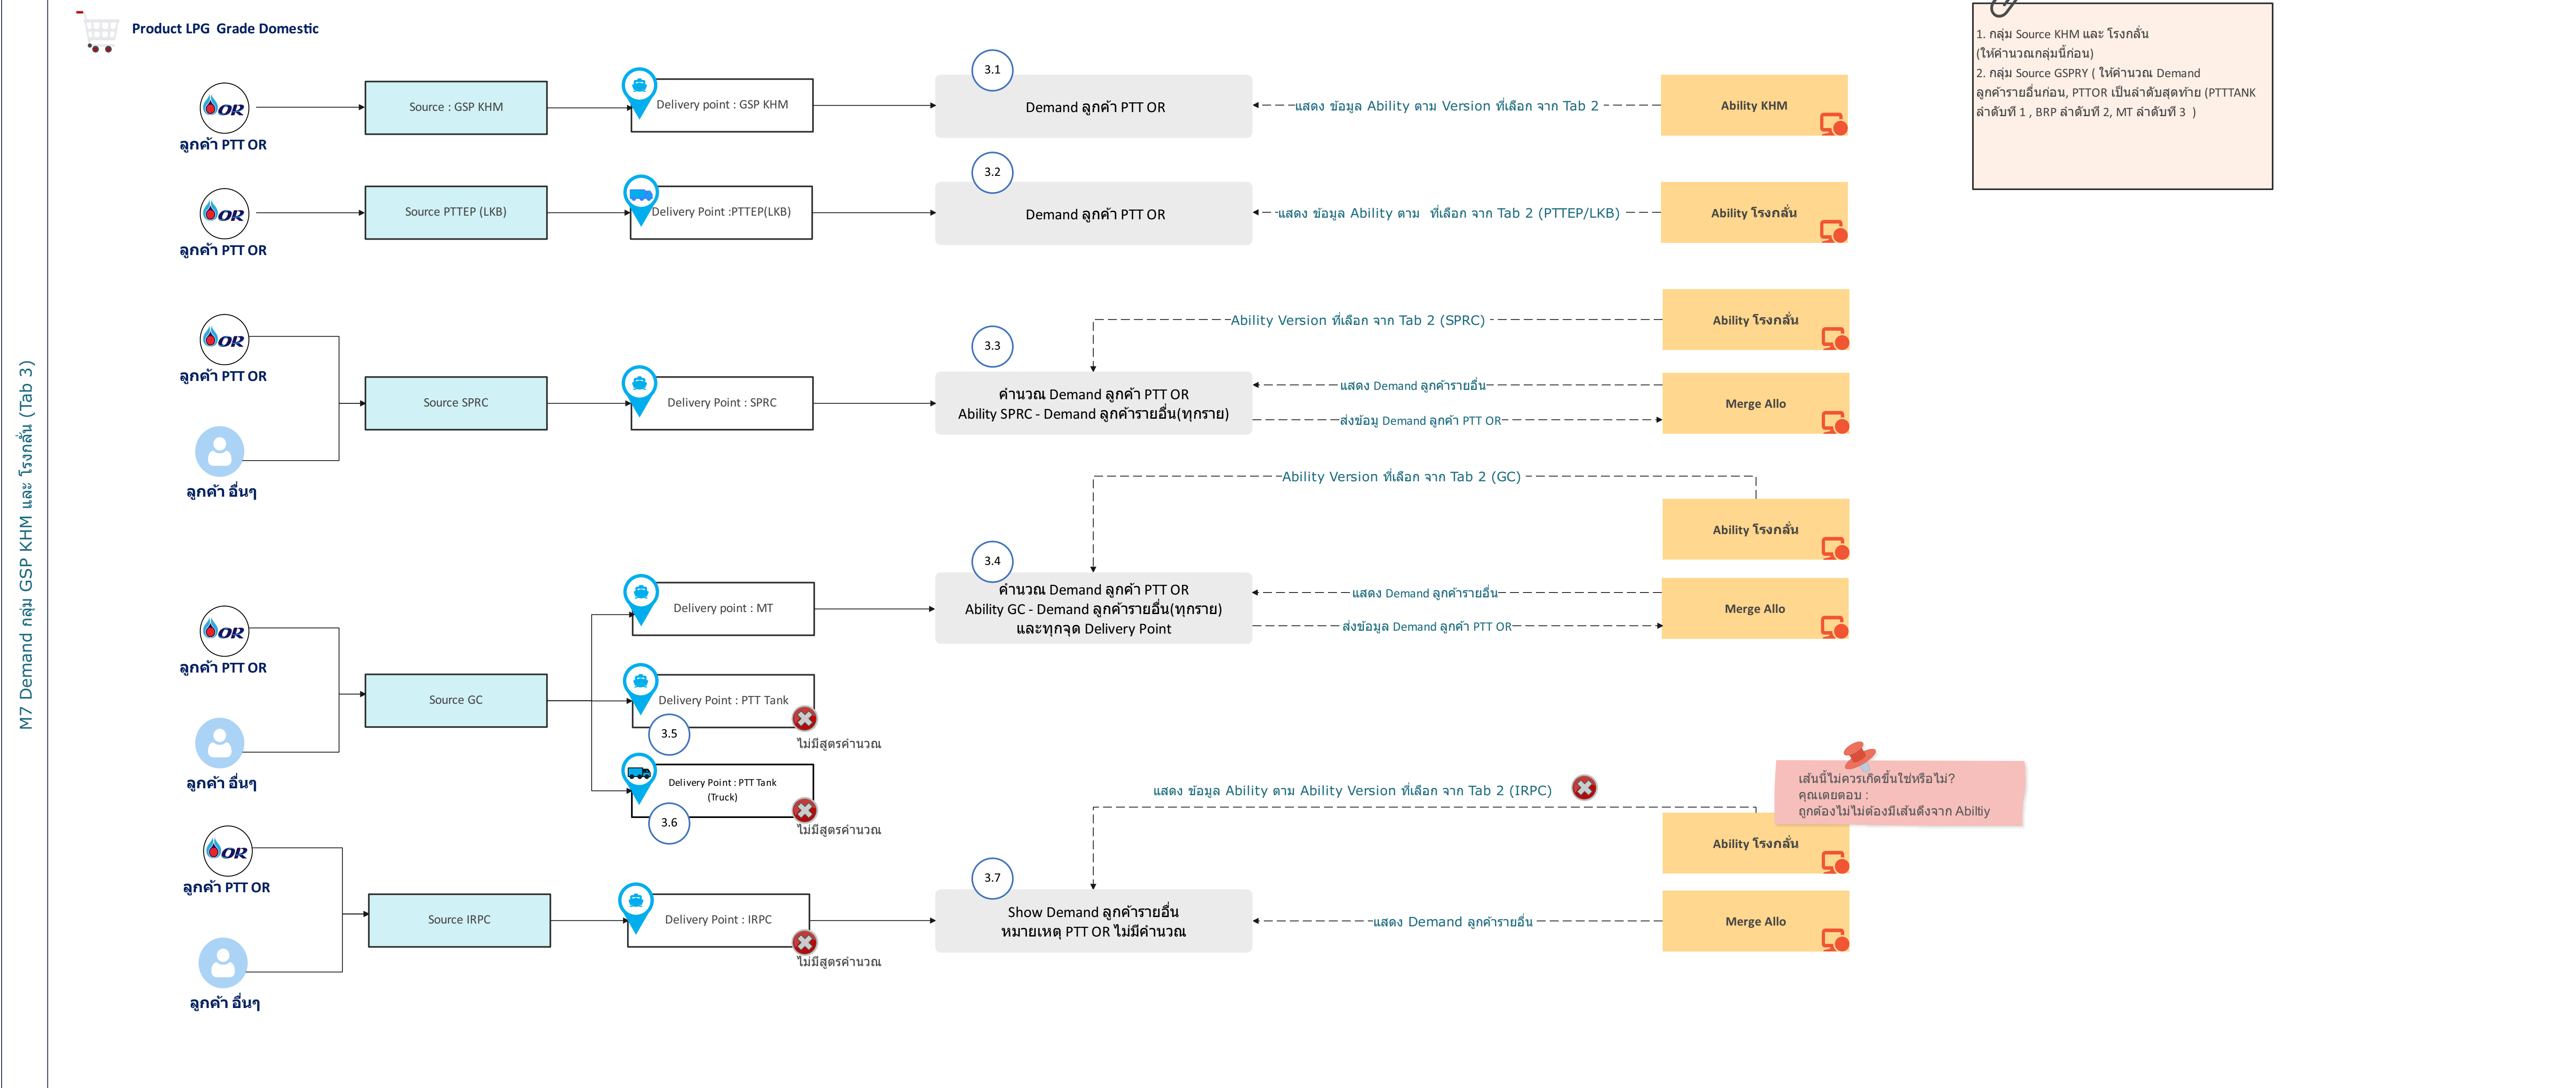 Product LPG Grade Domestic
1. กลุ่ม Source KHM และ โรงกลั่น
(ให้คำนวณกลุ่มนี้ก่อน)
2. กลุ่ม Source GSPRY ( ให้คำนวณ Demand
ลูกค้ารายอื่นก่อน, PTTOR เป็นลำดับสุดท้าย (PTTTANK
ลำดับที่ 1 , BRP ลำดับที่ 2, MT ลำดับที่ 3 )
M7 Demand กลุ่ม GSP KHM และ โรงกลั่น (Tab 3)
OR
ลูกค้า PTT OR
Source : GSP KHM
Delivery point : GSP KHM
3.1
Demand ลูกค้า PTT OR
แสดง ข้อมูล Ability ตาม Version ที่เลือก จาก Tab 2
Ability KHM
OR
ลูกค้า PTT OR
Source PTTEP (LKB)
Delivery Point :PTTEP(LKB)
3.2
Demand ลูกค้า PTT OR
แสดง ข้อมูล Ability ตาม ที่เลือก จาก Tab 2 (PTTEP/LKB)
Ability โรงกลั่น
OR
ลูกค้า PTT OR
ลูกค้า อื่นๆ
Source SPRC
Delivery Point : SPRC
3.3
คำนวณ Demand ลูกค้า PTT OR
Ability SPRC - Demand ลูกค้ารายอื่น(ทุกราย)
Ability Version ที่เลือก จาก Tab 2 (SPRC)
Ability โรงกลั่น
แสดง Demand ลูกค้ารายอื่น
ส่งข้อมู Demand ลูกค้า PTT OR
Merge Allo
OR
ลูกค้า PTT OR
ลูกค้า อื่นๆ
Source GC
Delivery point : MT
3.4
คำนวณ Demand ลูกค้า PTT OR
Ability GC - Demand ลูกค้ารายอื่น(ทุกราย)
และทุกจุด Delivery Point
Ability Version ที่เลือก จาก Tab 2 (GC)
Ability โรงกลั่น
แสดง Demand ลูกค้ารายอื่น
ส่งข้อมูล Demand ลูกค้า PTT OR
Merge Allo
Delivery Point : PTT Tank
3.5
ไม่มีสูตรคำนวณ
Delivery Point : PTT Tank
(Truck)
3.6
ไม่มีสูตรคำนวณ
OR
ลูกค้า PTT OR
ลูกค้า อื่นๆ
Source IRPC
Delivery Point : IRPC
ไม่มีสูตรคำนวณ
3.7
Show Demand ลูกค้ารายอื่น
หมายเหตุ PTT OR ไม่มีคำนวณ
แสดง ข้อมูล Ability ตาม Ability Version ที่เลือก จาก Tab 2 (IRPC)
เส้นนี้ไม่ควรเกิดขึ้นใช่หรือไม่?
คุณเตยตอบ :
ถูกต้องไม่ไม่ต้องมีเส้นดึงจาก Abiltiy
Ability โรงกลั่น
แสดง Demand ลูกค้ารายอื่น
Merge Allo